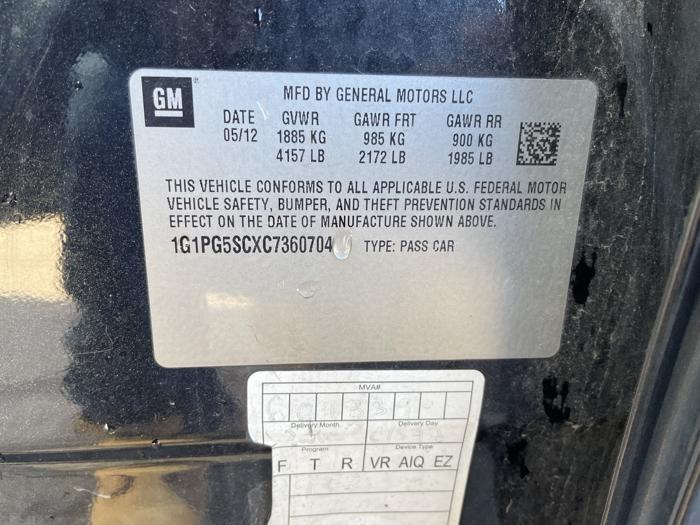 GM
MFD BY GENERAL MOTORS LLC
DATE GVWR GAWR FRT GAWR RR
05/12 1885 KG 985 KG 900 KG
4157 LB 2172 LB 1985 LB
THIS VEHICLE CONFORMS TO ALL APPLICABLE U.S. FEDERAL MOTOR
VEHICLE SAFETY, BUMPER, AND THEFT PREVENTION STANDARDS IN
EFFECT ON THE DATE OF MANUFACTURE SHOWN ABOVE.
1G1PG5SCXC7360704 TYPE: PASS CAR
MVA#
Delivery Month Delivery Day
Program Device Type
F T R VR AIQ EZ